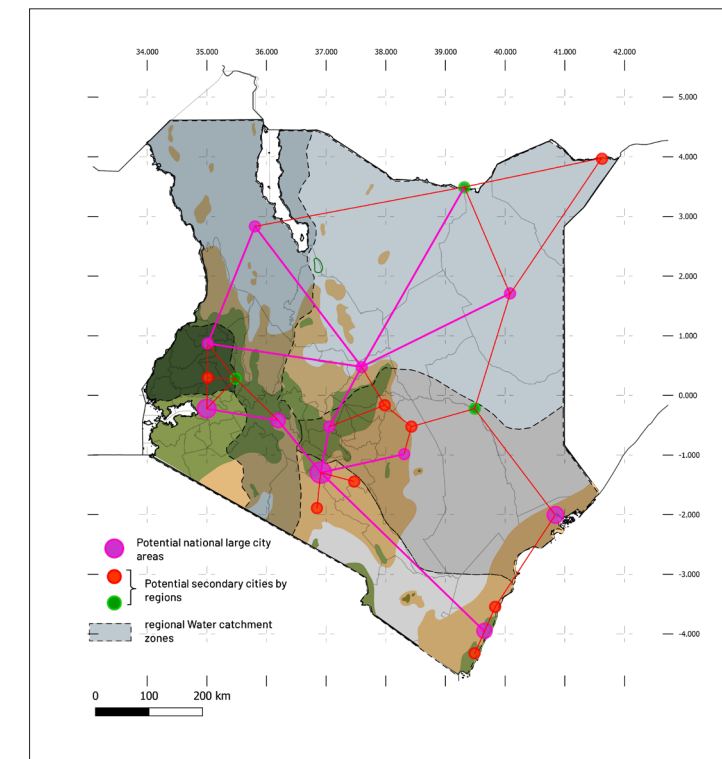 34.000 35.000 36.000 37.000 38.000 39.000 40.000 41.000 42.000
5.000
4.000
3.000
2.000
1.000
0.000
-1.000
-2.000
-3.000
-4.000
Potential national large city
areas
Potential secondary cities by
regions
regional Water catchment
zones
0 100 200 km